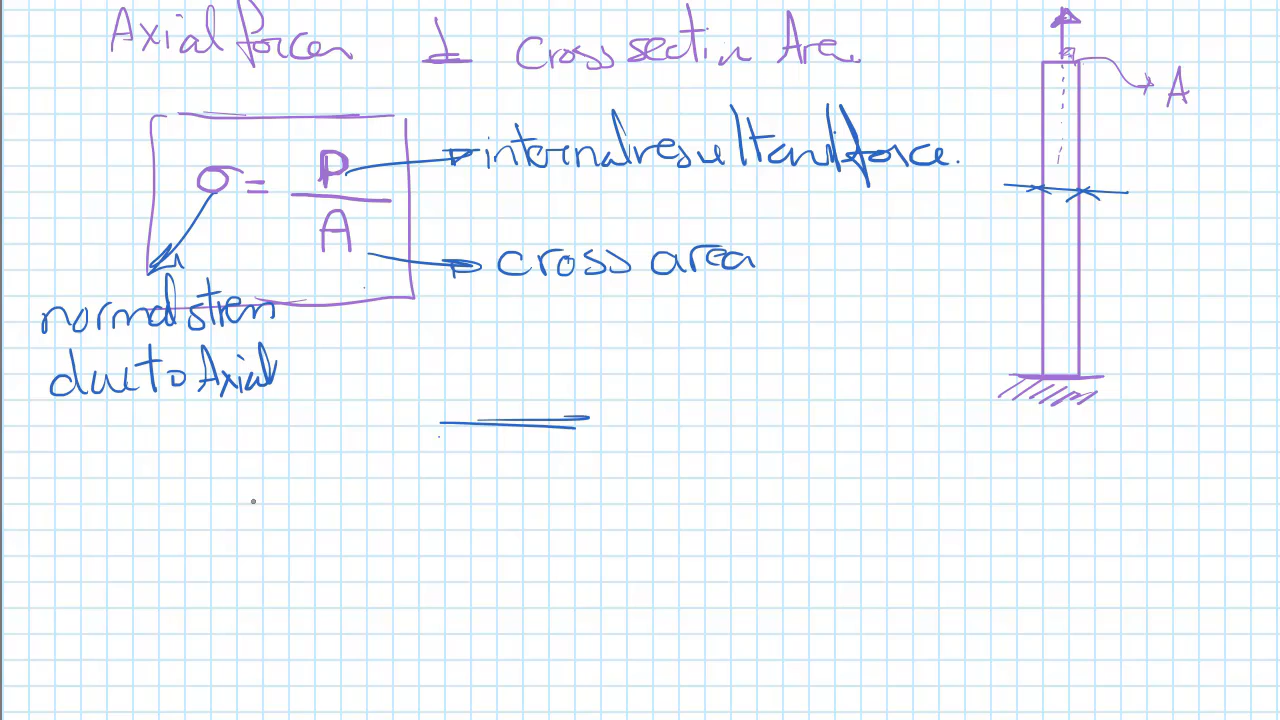 Axial forces ⊥ Cross section Area
A
σ = P / A
internal resultant force.
cross area
normal stress
due to Axial